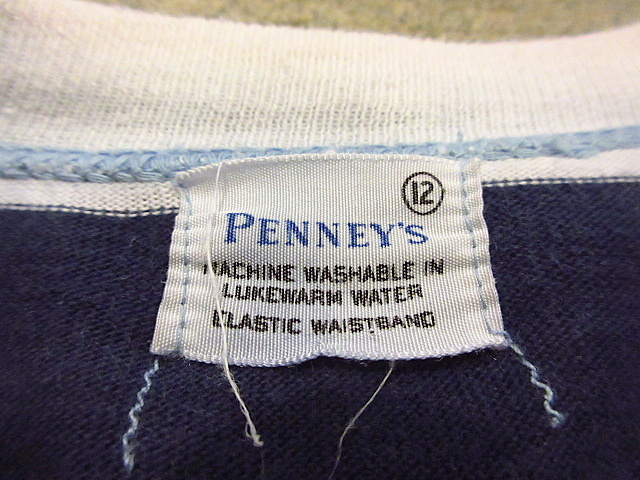 12
PENNEY'S
MACHINE WASHABLE IN
LUKEWARM WATER
ELASTIC WAISTBAND